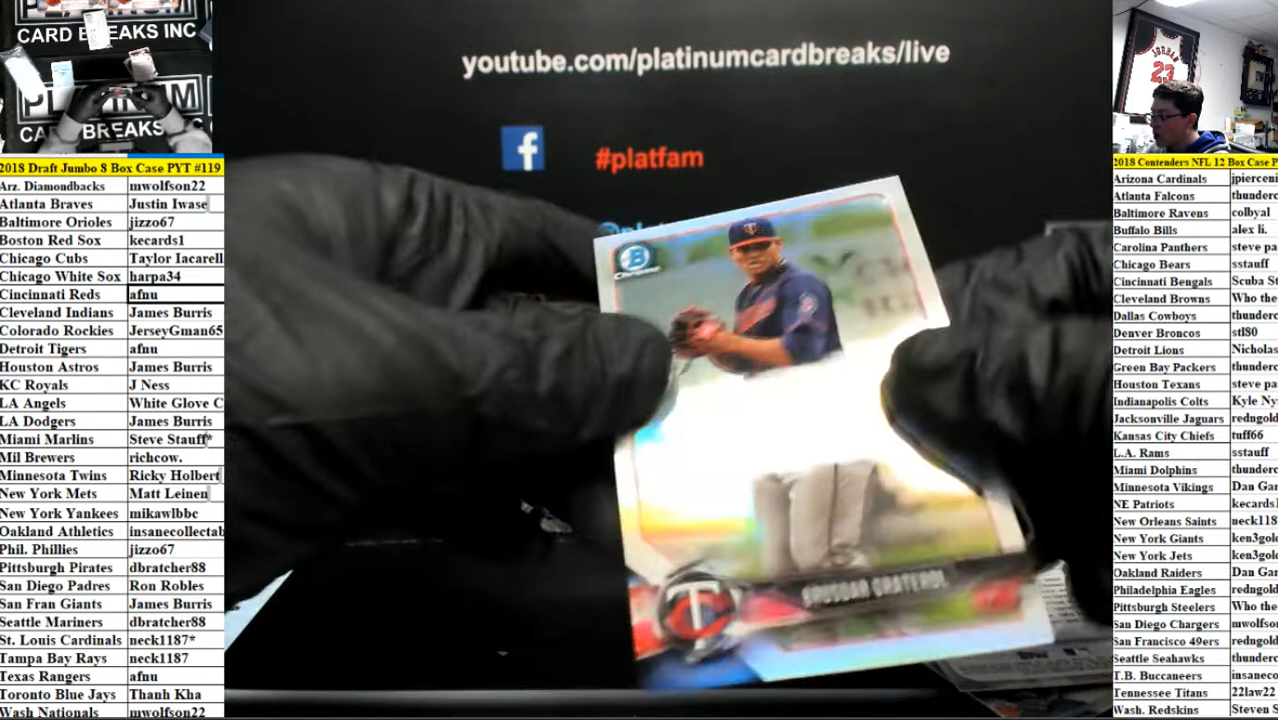 CARD BREAKS INC
PLATINUM
CARD BREAKS
youtube.com/platinumcardbreaks/live
#platfam
JORDAN
23
2018 Draft Jumbo 8 Box Case PYT #119
Arz. Diamondbacks mwolfson22
Atlanta Braves Justin Iwase
Baltimore Orioles jizzo67
Boston Red Sox kecards1
Chicago Cubs Taylor Iacarell
Chicago White Sox harpa34
Cincinnati Reds afnu
Cleveland Indians James Burris
Colorado Rockies JerseyGman65
Detroit Tigers afnu
Houston Astros James Burris
KC Royals J Ness
LA Angels White Glove C
LA Dodgers James Burris
Miami Marlins Steve Stauff*
Mil Brewers richcow.
Minnesota Twins Ricky Holbert
New York Mets Matt Leinen
New York Yankees mikawlbbc
Oakland Athletics insanecollectab
Phil. Phillies jizzo67
Pittsburgh Pirates dbratcher88
San Diego Padres Ron Robles
San Fran Giants James Burris
Seattle Mariners dbratcher88
St. Louis Cardinals neck1187*
Tampa Bay Rays neck1187
Texas Rangers afnu
Toronto Blue Jays Thanh Kha
Wash Nationals mwolfson22
B
Chrome
T
2018 Contenders NFL 12 Box Case P
Arizona Cardinals jpierceni
Atlanta Falcons thunderc
Baltimore Ravens colbyal
Buffalo Bills alex li.
Carolina Panthers steve pa
Chicago Bears sstauff
Cincinnati Bengals Scuba St
Cleveland Browns Who the
Dallas Cowboys thunderc
Denver Broncos stl80
Detroit Lions Nicholas
Green Bay Packers thunderc
Houston Texans steve pa
Indianapolis Colts Kyle Ny
Jacksonville Jaguars redngold
Kansas City Chiefs tuff66
L.A. Rams sstauff
Miami Dolphins thunderc
Minnesota Vikings Dan Gar
NE Patriots kecards1
New Orleans Saints neck118
New York Giants ken3gold
New York Jets ken3gold
Oakland Raiders Dan Gar
Philadelphia Eagles redngold
Pittsburgh Steelers Who the
San Diego Chargers mwolfso
San Francisco 49ers redngold
Seattle Seahawks thunderc
T.B. Buccaneers insaneco
Tennessee Titans 22law22
Wash. Redskins Steven S